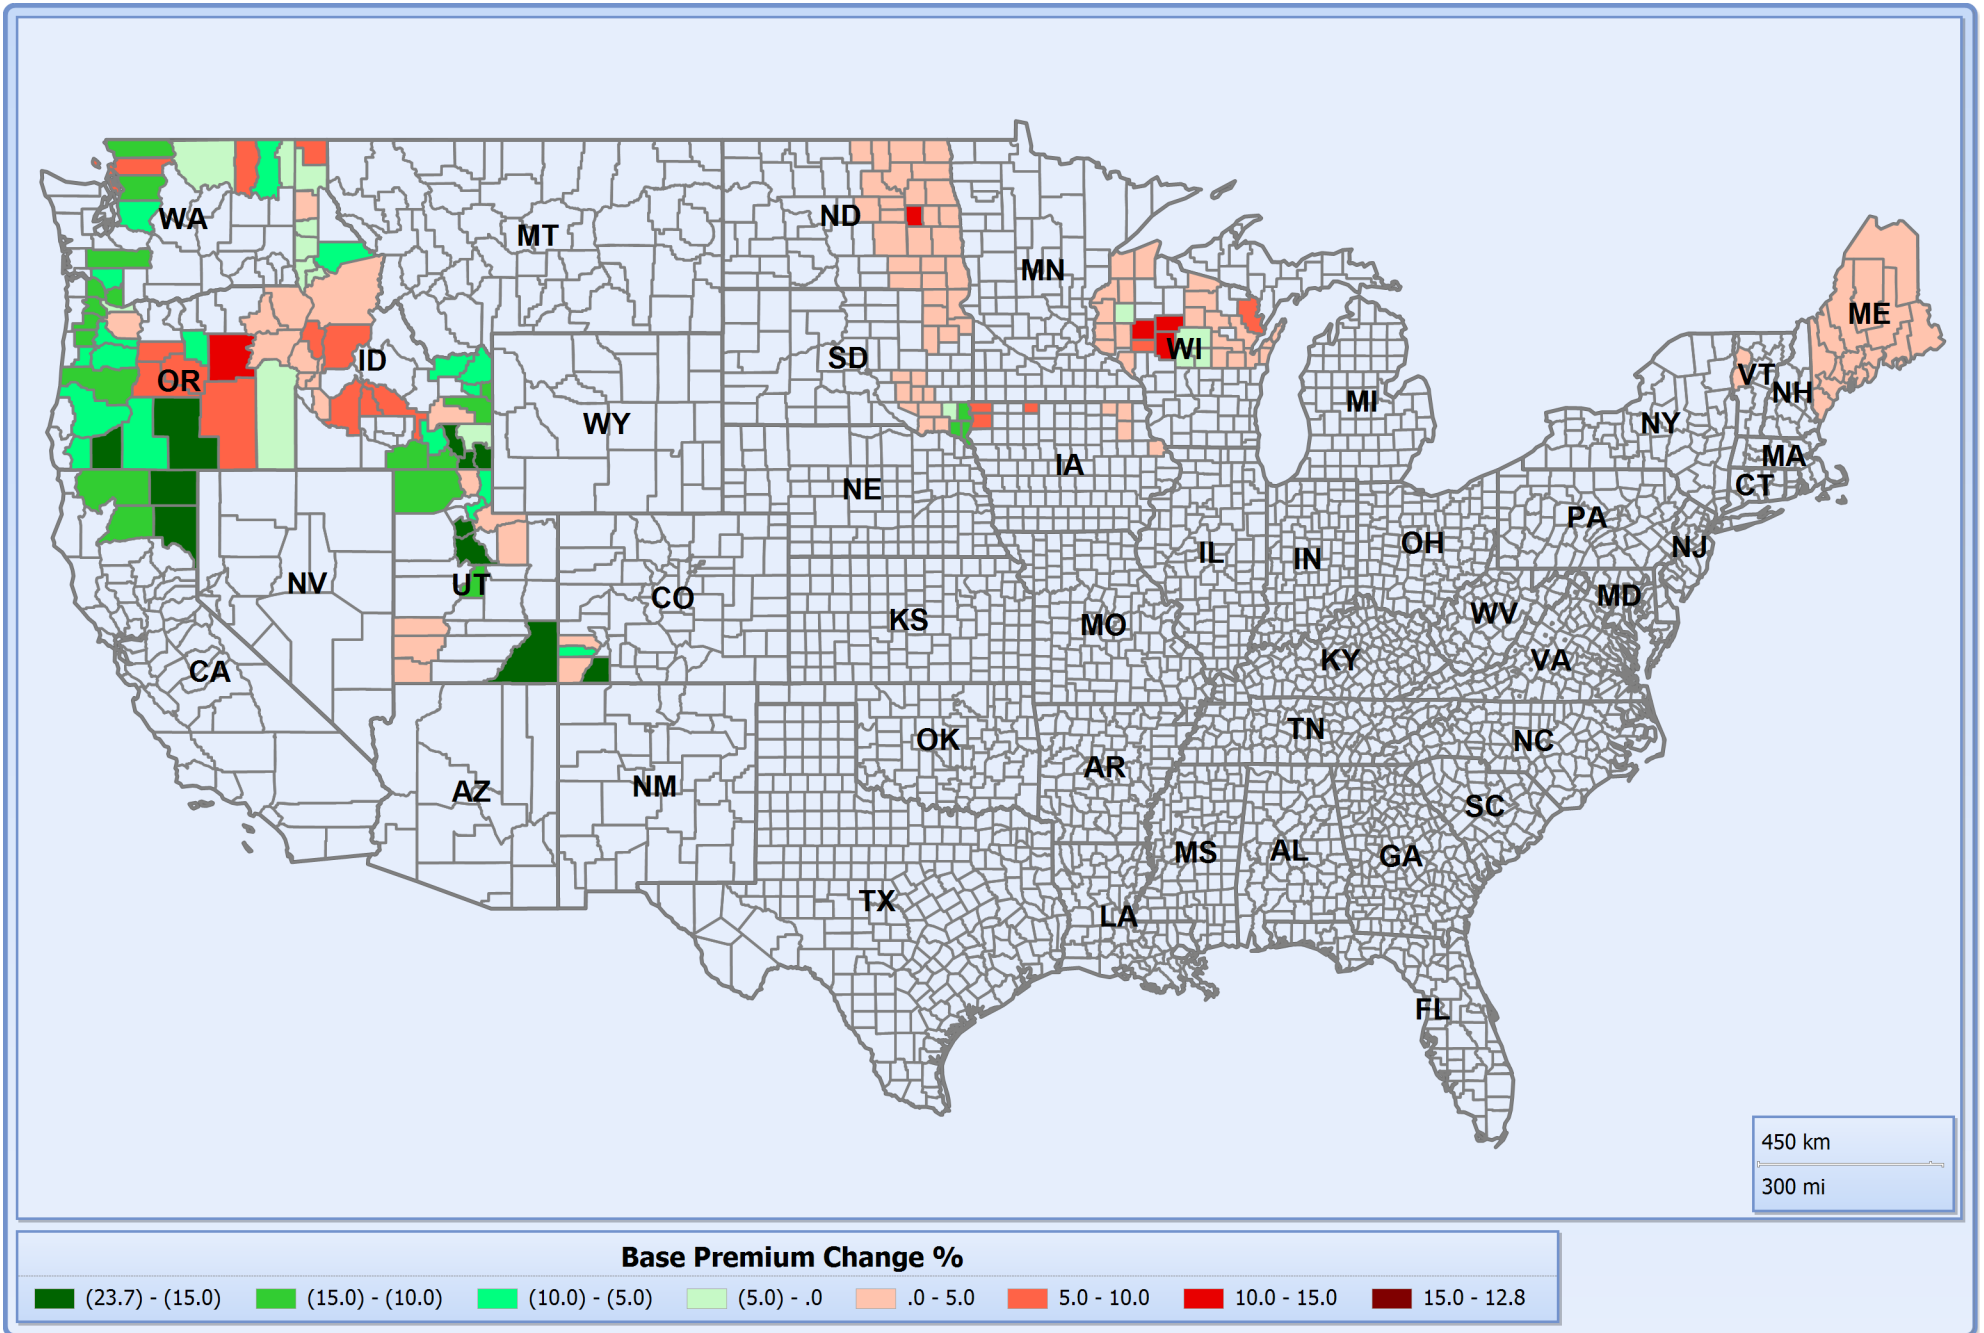 WA
MT
ND
MN
ME
OR
ID
SD
WI
VT
NH
WY
MI
NY
MA
CT
IA
NE
PA
NJ
NV
UT
CO
IL
IN
OH
MD
WV
KS
MO
CA
KY
VA
OK
TN
NC
AZ
NM
AR
SC
MS
AL
GA
TX
LA
FL
450 km
300 mi
Base Premium Change %
(23.7) - (15.0) (15.0) - (10.0) (10.0) - (5.0) (5.0) - .0 .0 - 5.0 5.0 - 10.0 10.0 - 15.0 15.0 - 12.8